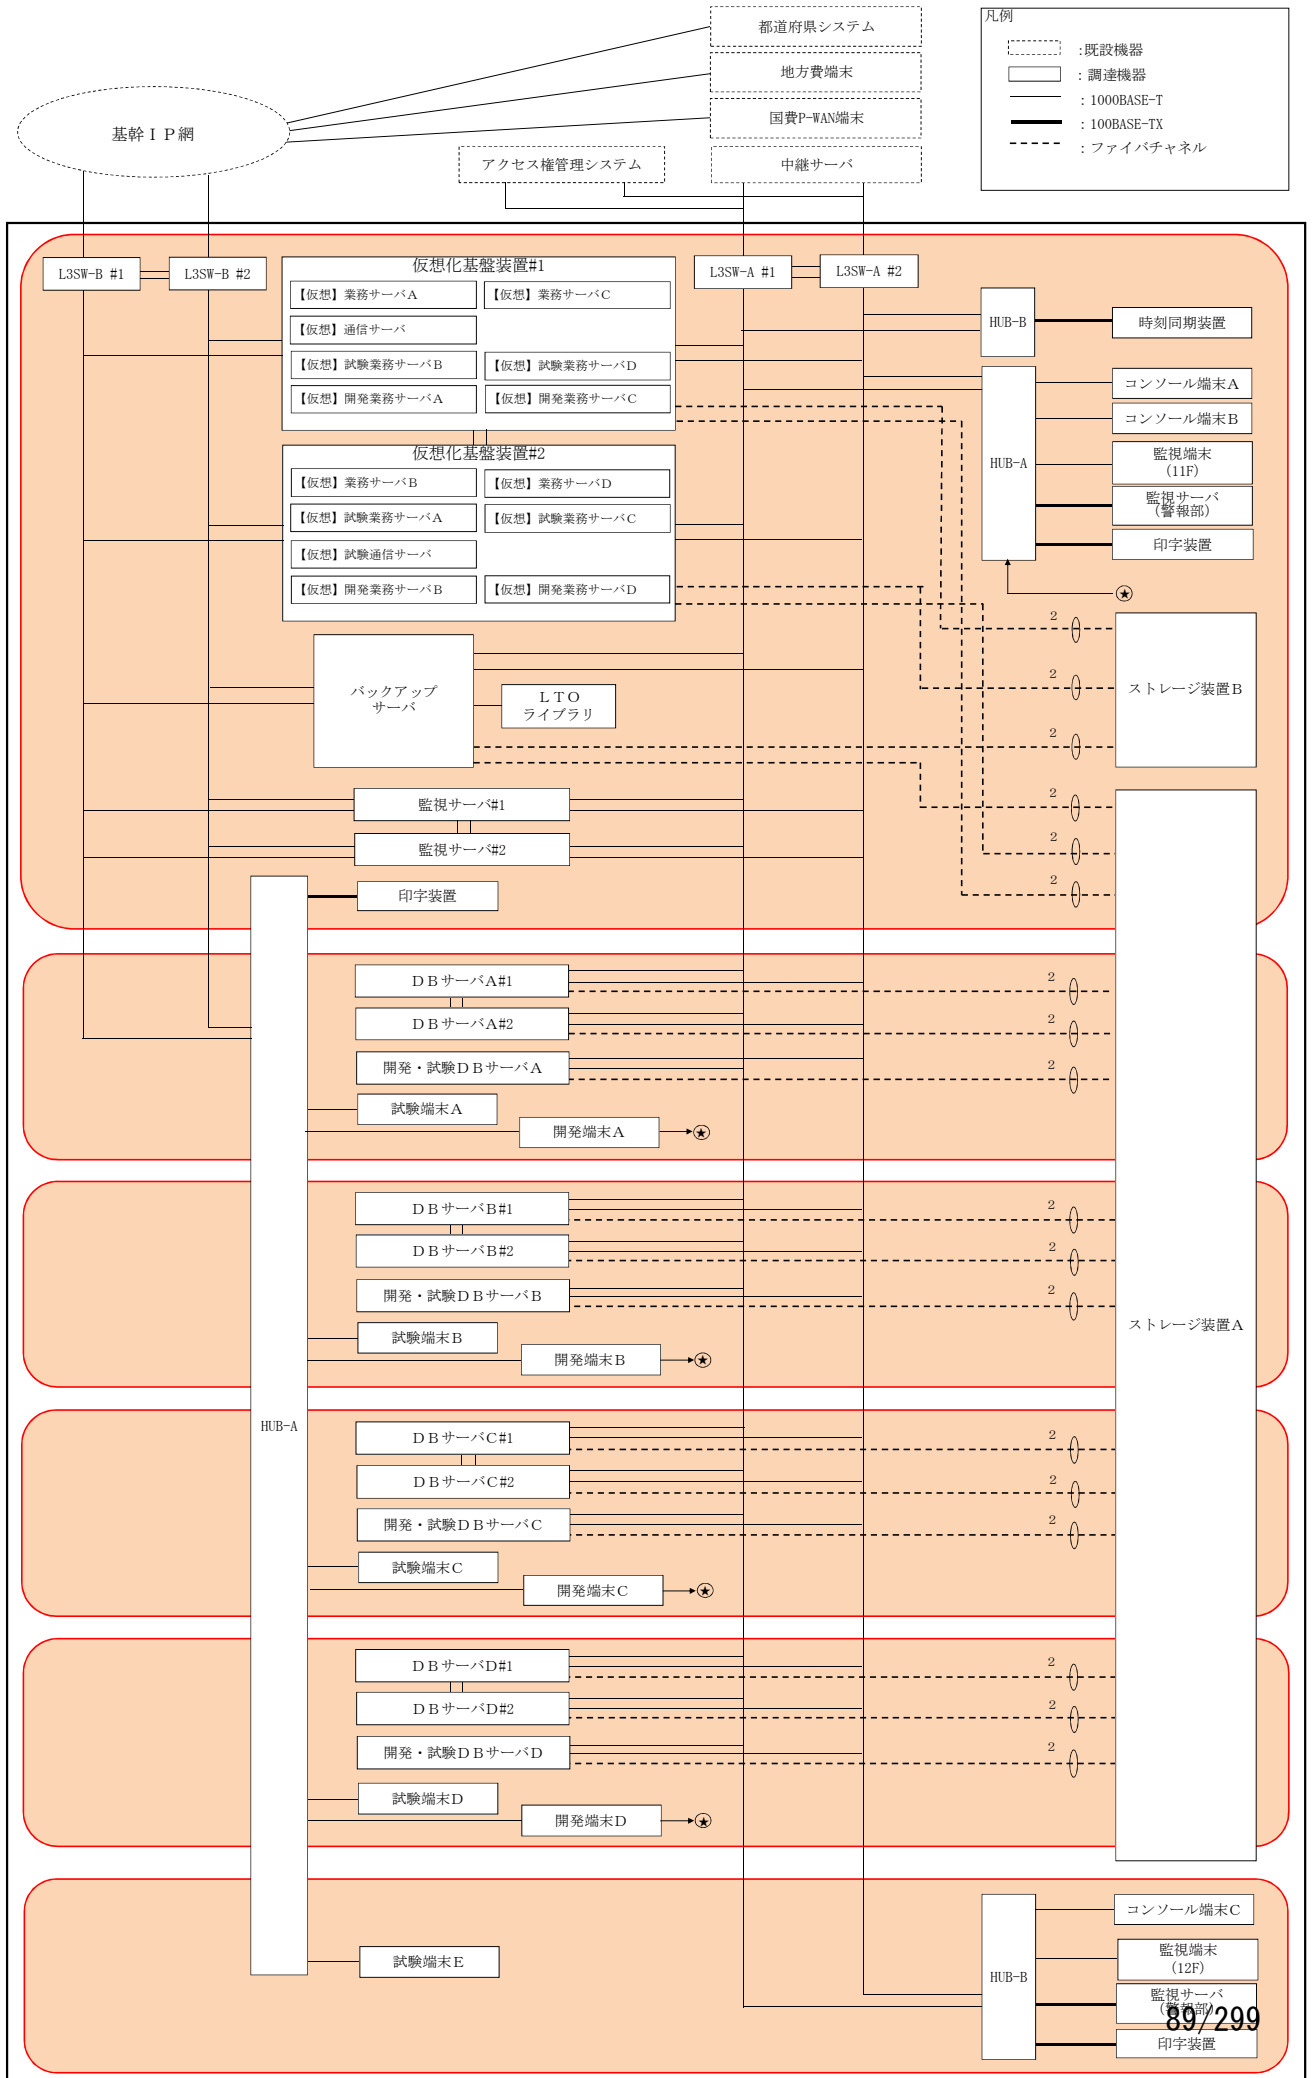 都道府県システム
地方費端末
国費P-WAN端末
基幹ＩＰ網
アクセス権管理システム
中継サーバ
凡例
:既設機器
：調達機器
：1000BASE-T
：100BASE-TX
：ファイバチャネル
L3SW-B #1
L3SW-B #2
仮想化基盤装置#1
【仮想】業務サーバA
【仮想】業務サーバC
【仮想】通信サーバ
【仮想】試験業務サーバB
【仮想】試験業務サーバD
【仮想】開発業務サーバA
【仮想】開発業務サーバC
L3SW-A #1
L3SW-A #2
HUB-B
時刻同期装置
コンソール端末A
コンソール端末B
HUB-A
監視端末
(11F)
監視サーバ
(警報部)
印字装置
★
仮想化基盤装置#2
【仮想】業務サーバB
【仮想】業務サーバD
【仮想】試験業務サーバA
【仮想】試験業務サーバC
【仮想】試験通信サーバ
【仮想】開発業務サーバB
【仮想】開発業務サーバD
2
2
2
ストレージ装置B
バックアップ
サーバ
ＬＴＯ
ライブラリ
監視サーバ#1
監視サーバ#2
2
2
2
印字装置
ＤＢサーバA#1
2
ＤＢサーバA#2
2
開発・試験ＤＢサーバA
2
試験端末A
開発端末A
★
ＤＢサーバB#1
2
ＤＢサーバB#2
2
開発・試験ＤＢサーバB
2
試験端末B
開発端末B
★
ストレージ装置A
HUB-A
ＤＢサーバC#1
2
ＤＢサーバC#2
2
開発・試験ＤＢサーバC
2
試験端末C
開発端末C
★
ＤＢサーバD#1
2
ＤＢサーバD#2
2
開発・試験ＤＢサーバD
2
試験端末D
開発端末D
★
試験端末E
HUB-B
コンソール端末C
監視端末
(12F)
監視サーバ
(警報部)
89/299
印字装置